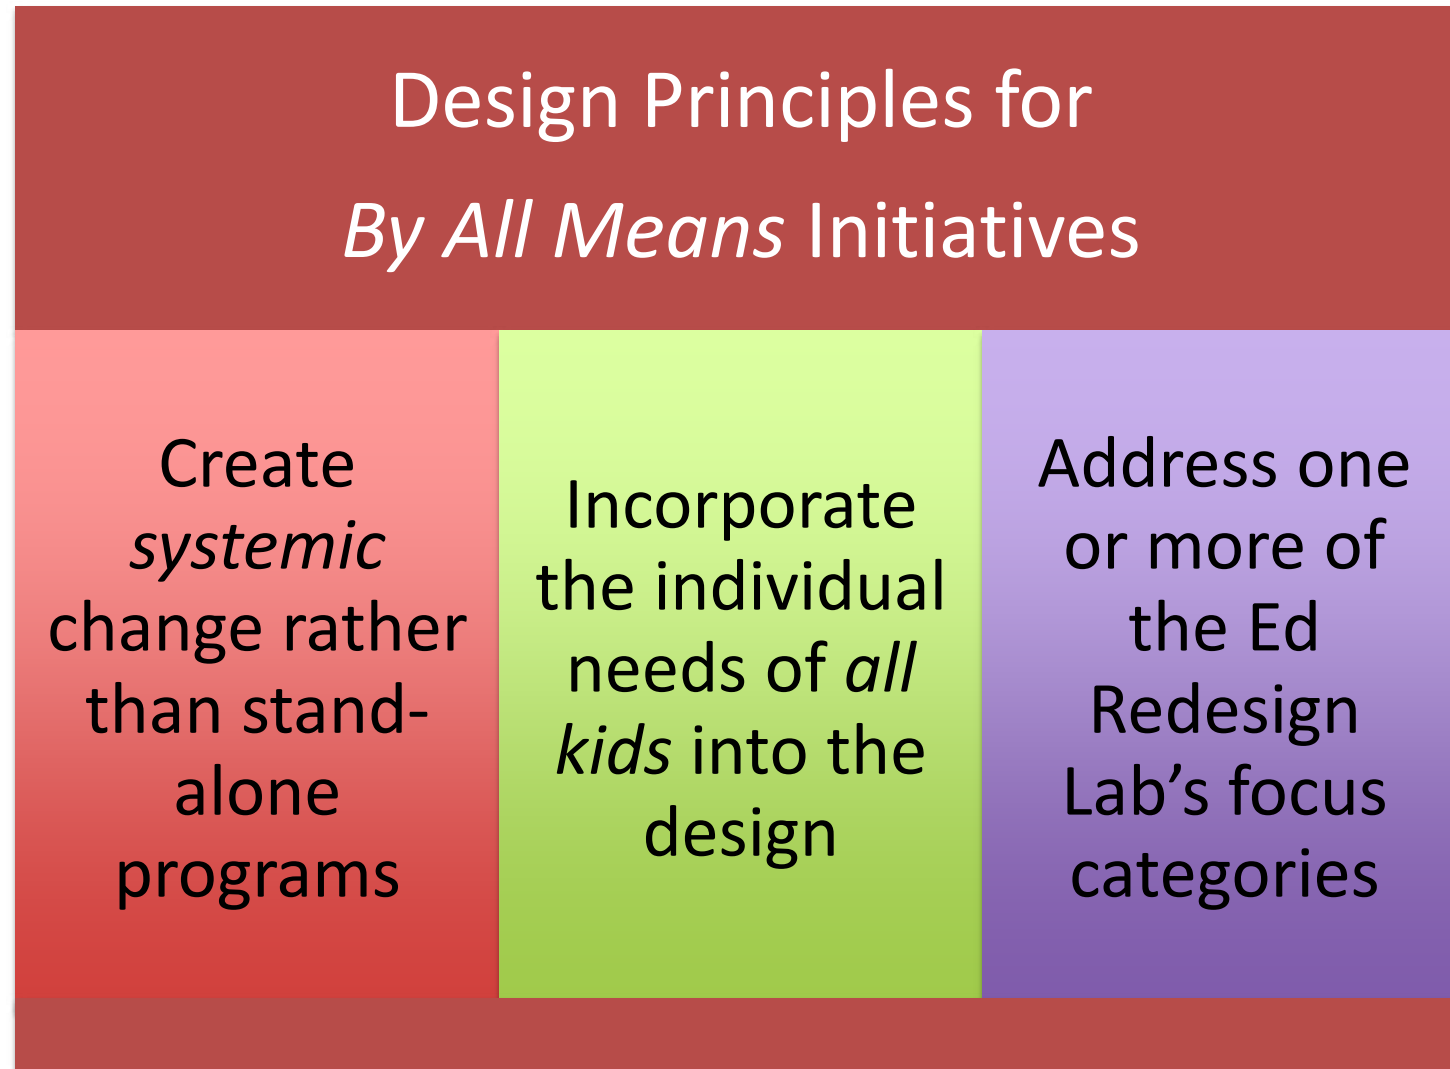 Design Principles for
By All Means Initiatives
Create
systemic
change rather
than stand-
alone
programs
Incorporate
the individual
needs of all
kids into the
design
Address one
or more of
the Ed
Redesign
Lab’s focus
categories